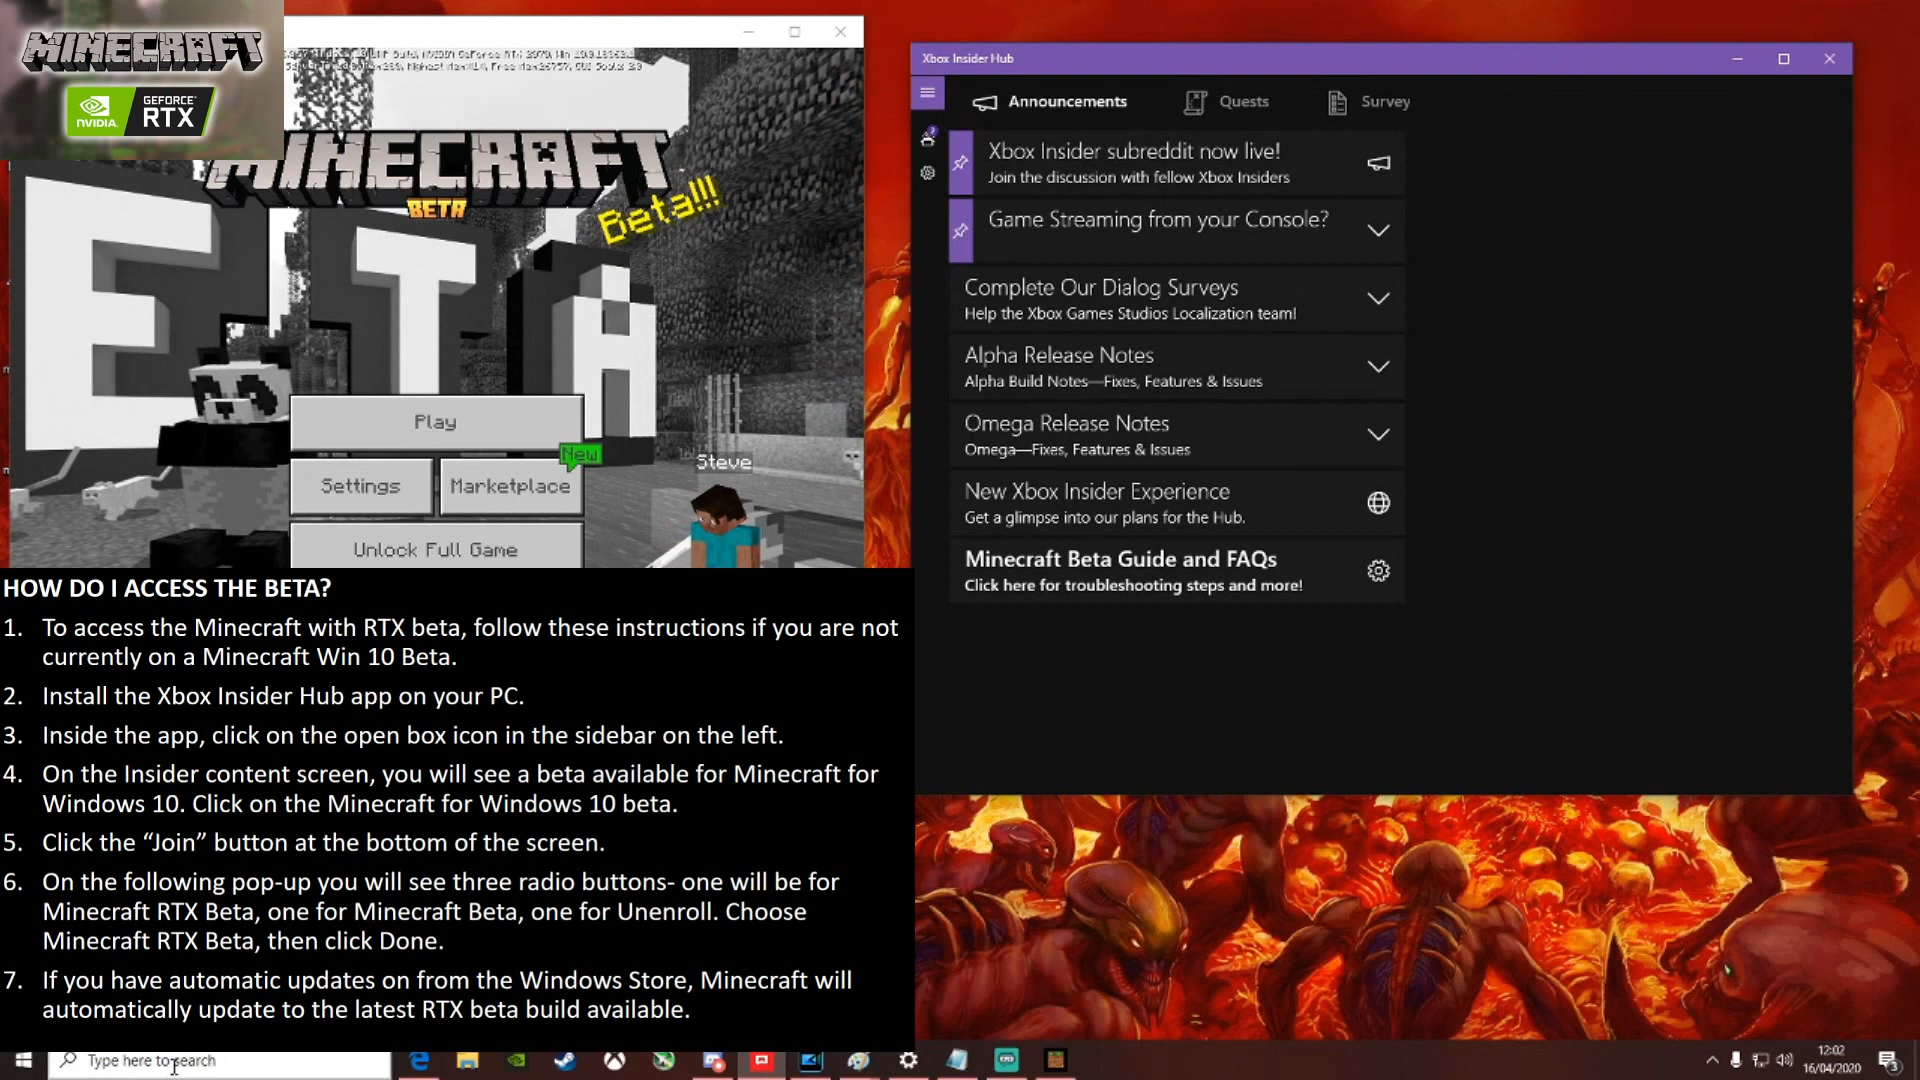 MINECRAFT
NVIDIA
GEFORCE
RTX
MINECRAFT
BETA
Beta!!!
Play
New
Settings
Marketplace
Steve
Unlock Full Game
HOW DO I ACCESS THE BETA?
1. To access the Minecraft with RTX beta, follow these instructions if you are not
currently on a Minecraft Win 10 Beta.
2. Install the Xbox Insider Hub app on your PC.
3. Inside the app, click on the open box icon in the sidebar on the left.
4. On the Insider content screen, you will see a beta available for Minecraft for
Windows 10. Click on the Minecraft for Windows 10 beta.
5. Click the “Join” button at the bottom of the screen.
6. On the following pop-up you will see three radio buttons- one will be for
Minecraft RTX Beta, one for Minecraft Beta, one for Unenroll. Choose
Minecraft RTX Beta, then click Done.
7. If you have automatic updates on from the Windows Store, Minecraft will
automatically update to the latest RTX beta build available.
Xbox Insider Hub
Announcements
Quests
Survey
Xbox Insider subreddit now live!
Join the discussion with fellow Xbox Insiders
Game Streaming from your Console?
Complete Our Dialog Surveys
Help the Xbox Games Studios Localization team!
Alpha Release Notes
Alpha Build Notes—Fixes, Features & Issues
Omega Release Notes
Omega—Fixes, Features & Issues
New Xbox Insider Experience
Get a glimpse into our plans for the Hub.
Minecraft Beta Guide and FAQs
Click here for troubleshooting steps and more!
Type here to search
12:02
16/04/2020
3